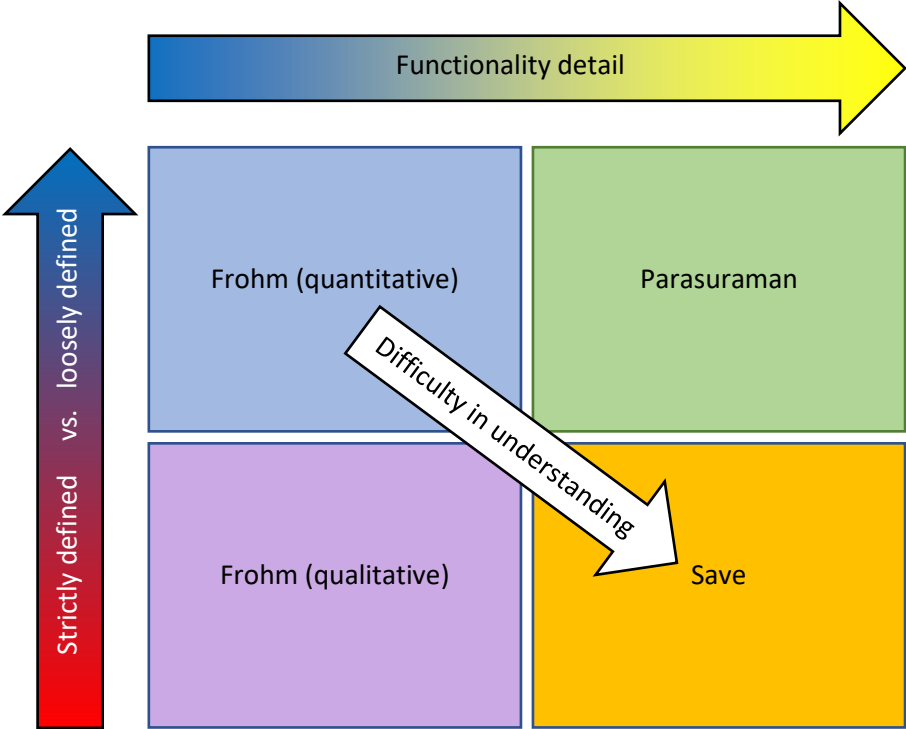 Functionality detail
Strictly defined vs. loosely defined
Frohm (quantitative)
Parasuraman
Difficulty in understanding
Frohm (qualitative)
Save